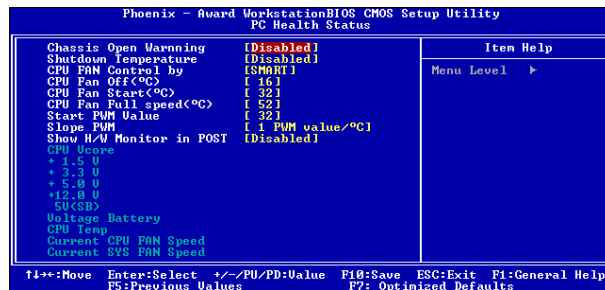 Phoenix - Award WorkstationBIOS CMOS Setup Utility
PC Health Status
Chassis Open Warnning [Disabled]
Shutdown Temperature [Disabled]
CPU FAN Control by [SMART]
CPU Fan Off(ºC) [ 16]
CPU Fan Start(ºC) [ 32]
CPU Fan Full speed(ºC) [ 52]
Start PWM Value [ 32]
Slope PWM [ 1 PWM value/ºC]
Show H/W Monitor in POST [Disabled]
CPU Vcore
+ 1.5 V
+ 3.3 V
+ 5.0 V
+12.0 V
5V(SB)
Voltage Battery
CPU Temp
Current CPU FAN Speed
Current SYS FAN Speed
Item Help
Menu Level ►
↑↓→←:Move Enter:Select +/-/PU/PD:Value F10:Save ESC:Exit F1:General Help
F5:Previous Values F7: Optimized Defaults